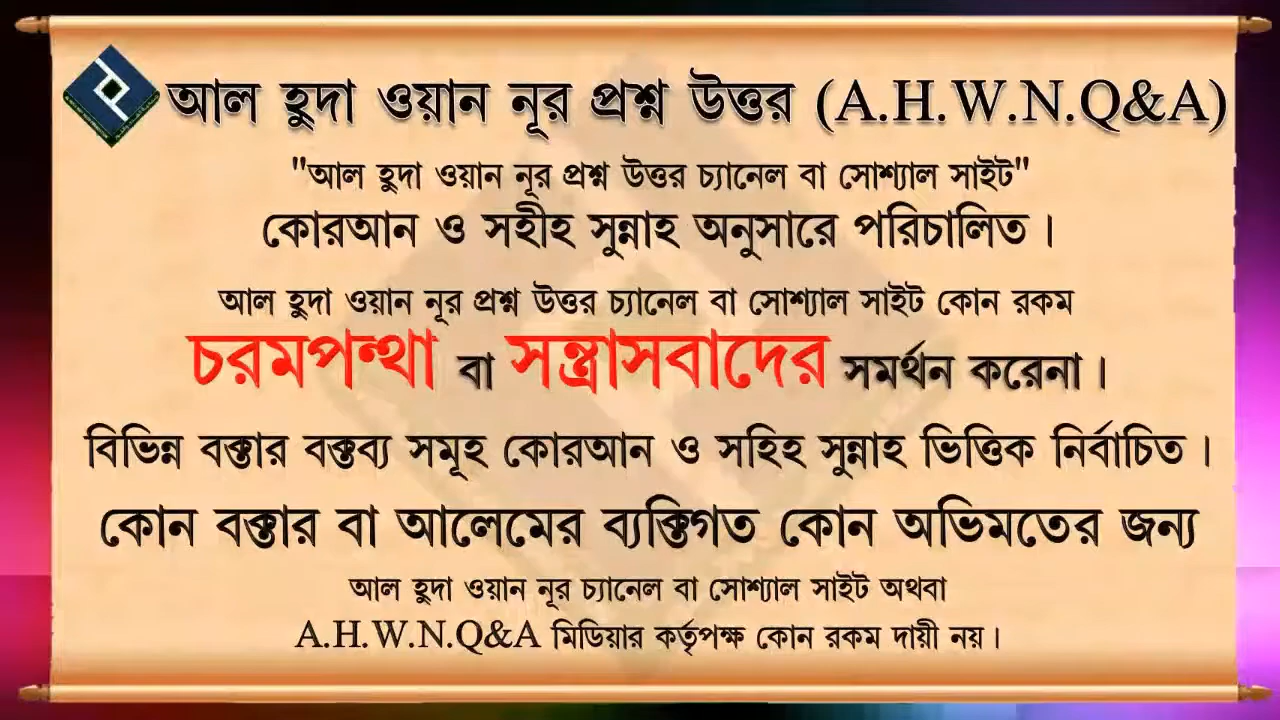 আল হুদা ওয়ান নূর প্রশ্ন উত্তর (A.H.W.N.Q&A)
"আল হুদা ওয়ান নূর প্রশ্ন উত্তর চ্যানেল বা সোশ্যাল সাইট"
কোরআন ও সহীহ সুন্নাহ অনুসারে পরিচালিত।
আল হুদা ওয়ান নূর প্রশ্ন উত্তর চ্যানেল বা সোশ্যাল সাইট কোন রকম
চরমপন্থা বা সন্ত্রাসবাদের সমর্থন করেনা।
বিভিন্ন বক্তার বক্তব্য সমূহ কোরআন ও সহিহ সুন্নাহ ভিত্তিক নির্বাচিত।
কোন বক্তার বা আলেমের ব্যক্তিগত কোন অভিমতের জন্য
আল হুদা ওয়ান নূর চ্যানেল বা সোশ্যাল সাইট অথবা
A.H.W.N.Q&A মিডিয়ার কর্তৃপক্ষ কোন রকম দায়ী নয়।